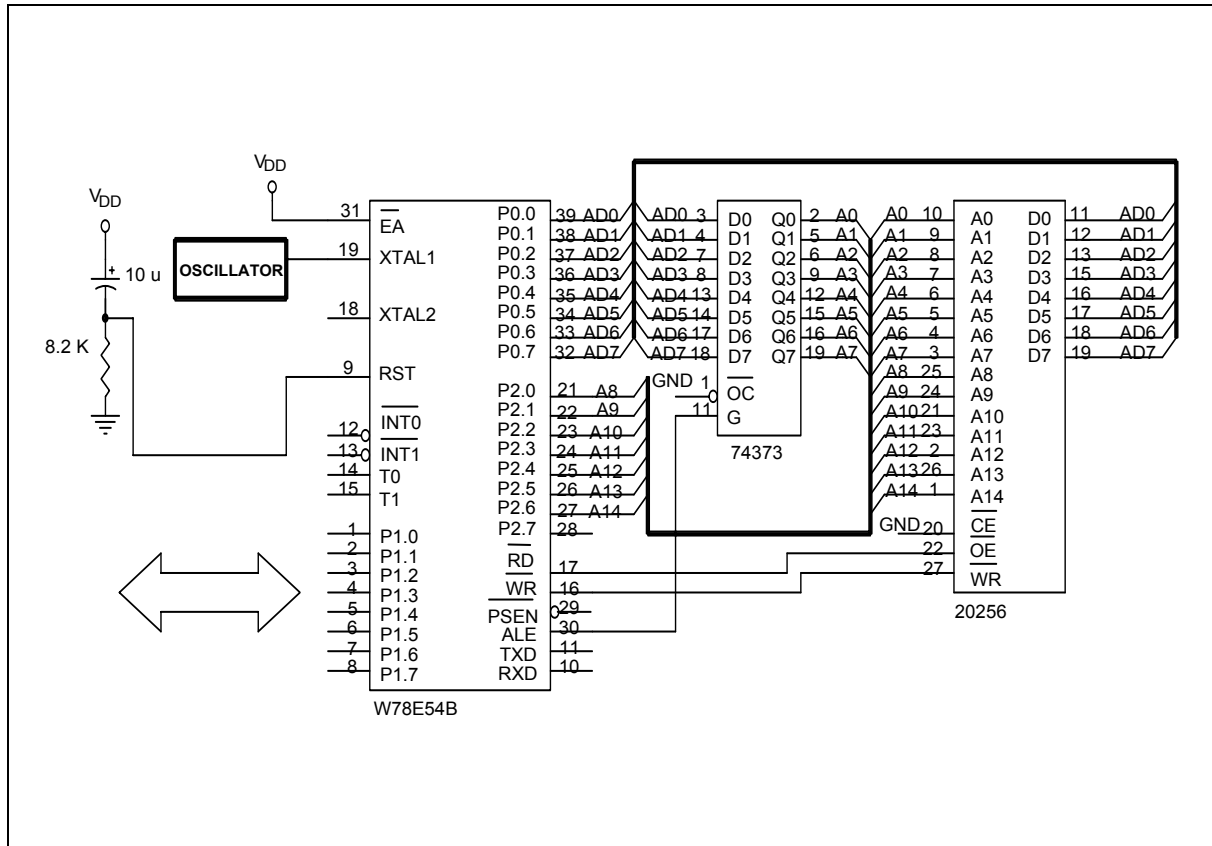 VDD
VDD
10 u
8.2 K
OSCILLATOR
31 EA
19 XTAL1
18 XTAL2
9 RST
12 INT0
13 INT1
14 T0
15 T1
1 P1.0
2 P1.1
3 P1.2
4 P1.3
5 P1.4
6 P1.5
7 P1.6
8 P1.7
P0.0 39 AD0
P0.1 38 AD1
P0.2 37 AD2
P0.3 36 AD3
P0.4 35 AD4
P0.5 34 AD5
P0.6 33 AD6
P0.7 32 AD7
P2.0 21 A8
P2.1 22 A9
P2.2 23 A10
P2.3 24 A11
P2.4 25 A12
P2.5 26 A13
P2.6 27 A14
P2.7 28
RD 17
WR 16
PSEN 29
ALE 30
TXD 11
RXD 10
W78E54B
AD0 3 D0 Q0 2 A0
AD1 4 D1 Q1 5 A1
AD2 7 D2 Q2 6 A2
AD3 8 D3 Q3 9 A3
AD4 13 D4 Q4 12 A4
AD5 14 D5 Q5 15 A5
AD6 17 D6 Q6 16 A6
AD7 18 D7 Q7 19 A7
GND 1 OC
11 G
74373
A0 10 A0 D0 11 AD0
A1 9 A1 D1 12 AD1
A2 8 A2 D2 13 AD2
A3 7 A3 D3 15 AD3
A4 6 A4 D4 16 AD4
A5 5 A5 D5 17 AD5
A6 4 A6 D6 18 AD6
A7 3 A7 D7 19 AD7
A8 25 A8
A9 24 A9
A10 21 A10
A11 23 A11
A12 2 A12
A13 26 A13
A14 1 A14
GND 20 CE
22 OE
27 WR
20256